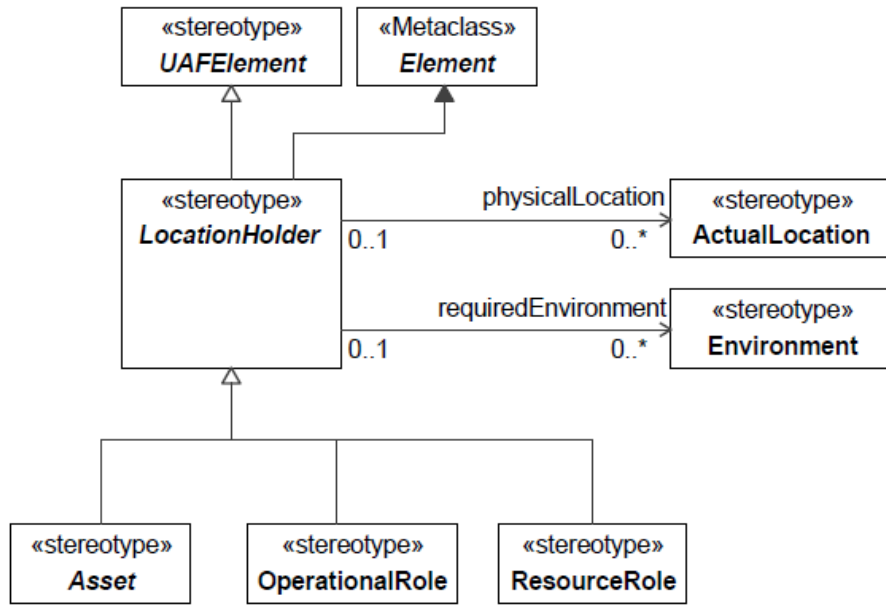 «stereotype»
UAFElement
«Metaclass»
Element
«stereotype»
LocationHolder
physicalLocation
0..1
0..*
«stereotype»
ActualLocation
requiredEnvironment
0..1
0..*
«stereotype»
Environment
«stereotype»
Asset
«stereotype»
OperationalRole
«stereotype»
ResourceRole